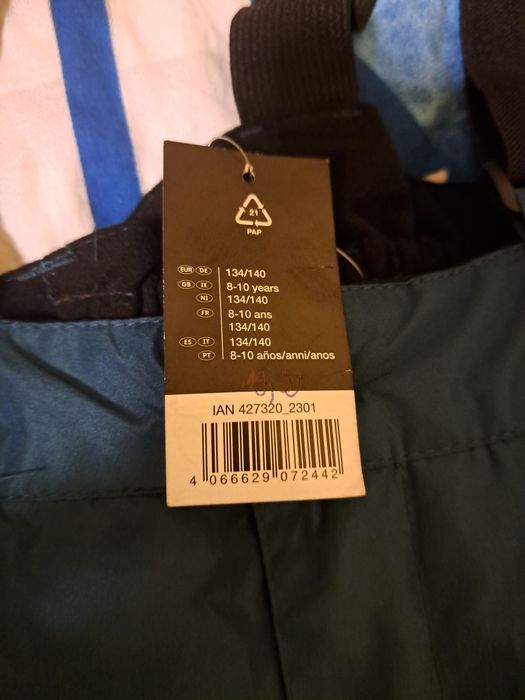 21
PAP
EUR DE 134/140
GB IE 8-10 years
NI 134/140
FR 8-10 ans
134/140
ES IT 134/140
PT 8-10 años/anni/anos
IAN 427320_2301
4 066629 072442